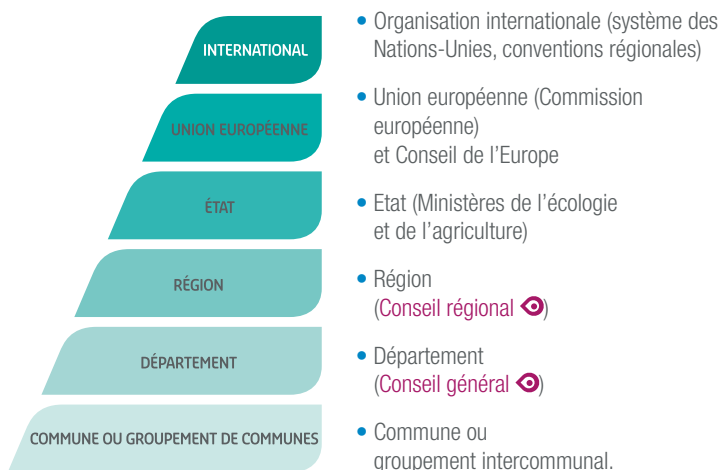 INTERNATIONAL
• Organisation internationale (système des
Nations-Unies, conventions régionales)
UNION EUROPÉENNE
• Union européenne (Commission
européenne)
et Conseil de l’Europe
ÉTAT
• Etat (Ministères de l’écologie
et de l’agriculture)
RÉGION
• Région
(Conseil régional)
DÉPARTEMENT
• Département
(Conseil général)
COMMUNE OU GROUPEMENT DE COMMUNES
• Commune ou
groupement intercommunal.